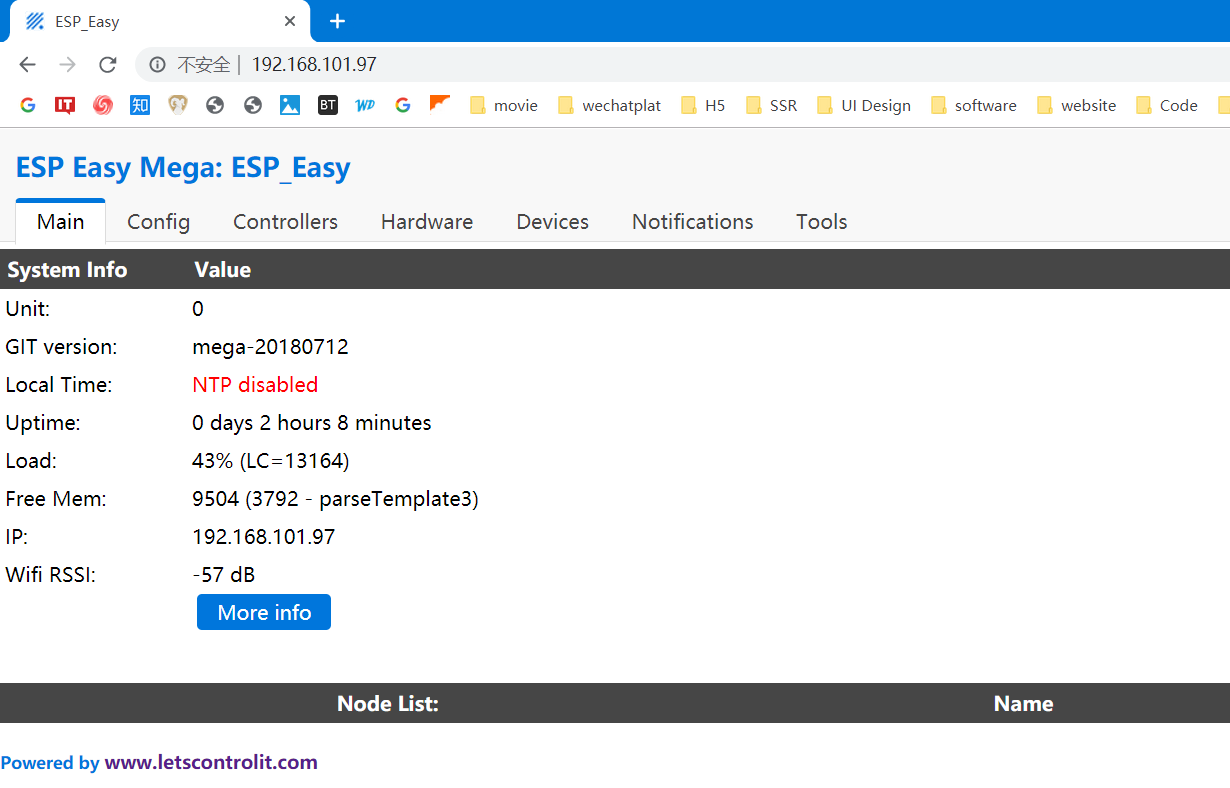 ESP_Easy
不安全 | 192.168.101.97
G IT 知 BT WD G movie wechatplat H5 SSR UI Design software website Code
ESP Easy Mega: ESP_Easy
Main Config Controllers Hardware Devices Notifications Tools
System Info Value
Unit: 0
GIT version: mega-20180712
Local Time: NTP disabled
Uptime: 0 days 2 hours 8 minutes
Load: 43% (LC=13164)
Free Mem: 9504 (3792 - parseTemplate3)
IP: 192.168.101.97
Wifi RSSI: -57 dB
More info
Node List: Name
Powered by www.letscontrolit.com